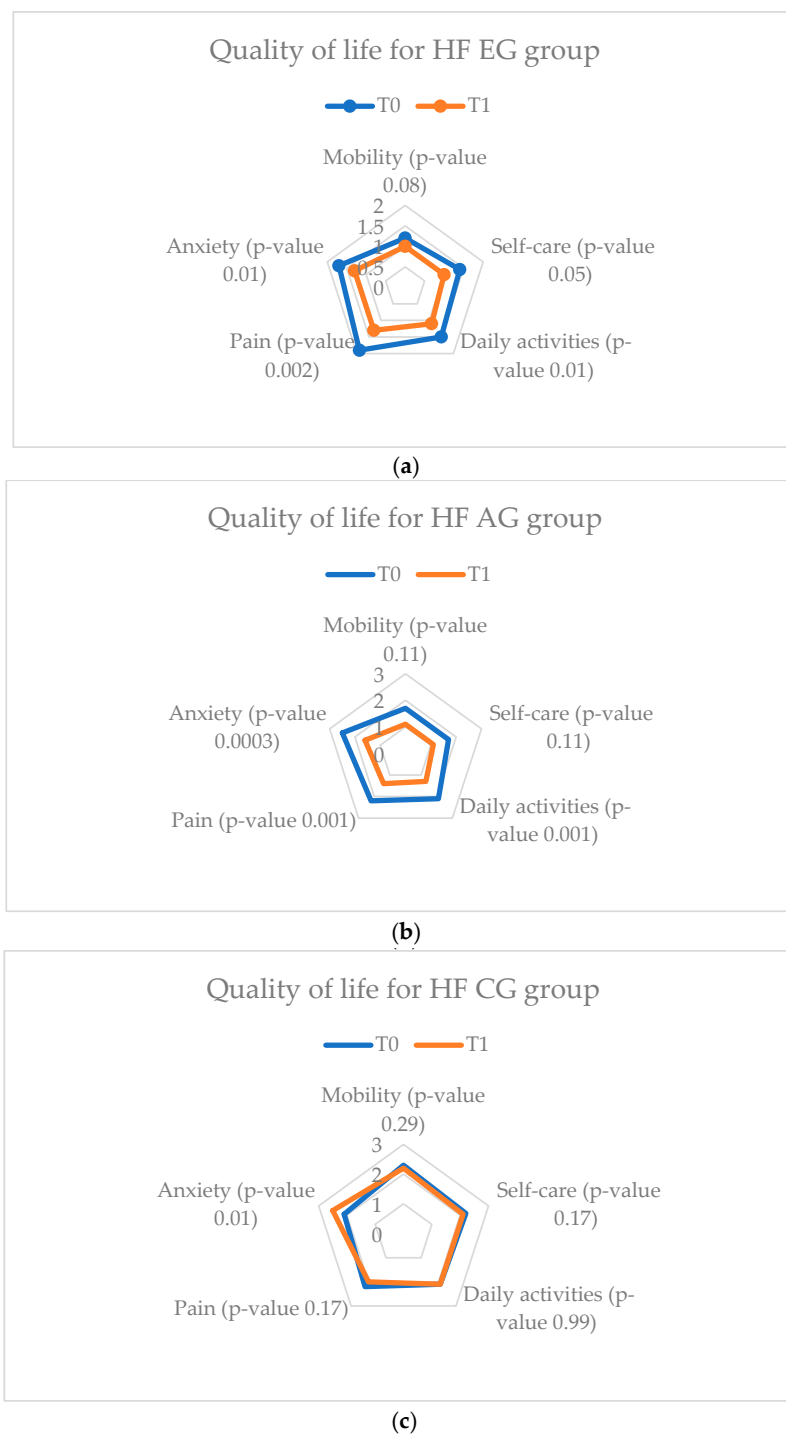 Quality of life for HF EG group
T0 T1
Mobility (p-value
0.08)
2
1.5
1
0.5
0
Anxiety (p-value
0.01)
Self-care (p-value
0.05)
Pain (p-value
0.002)
Daily activities (p-
value 0.01)
(a)
Quality of life for HF AG group
T0 T1
Mobility (p-value
0.11)
3
2
1
0
Anxiety (p-value
0.0003)
Self-care (p-value
0.11)
Pain (p-value 0.001)
Daily activities (p-
value 0.001)
(b)
Quality of life for HF CG group
T0 T1
Mobility (p-value
0.29)
3
2
1
0
Anxiety (p-value
0.01)
Self-care (p-value
0.17)
Pain (p-value 0.17)
Daily activities (p-
value 0.99)
(c)